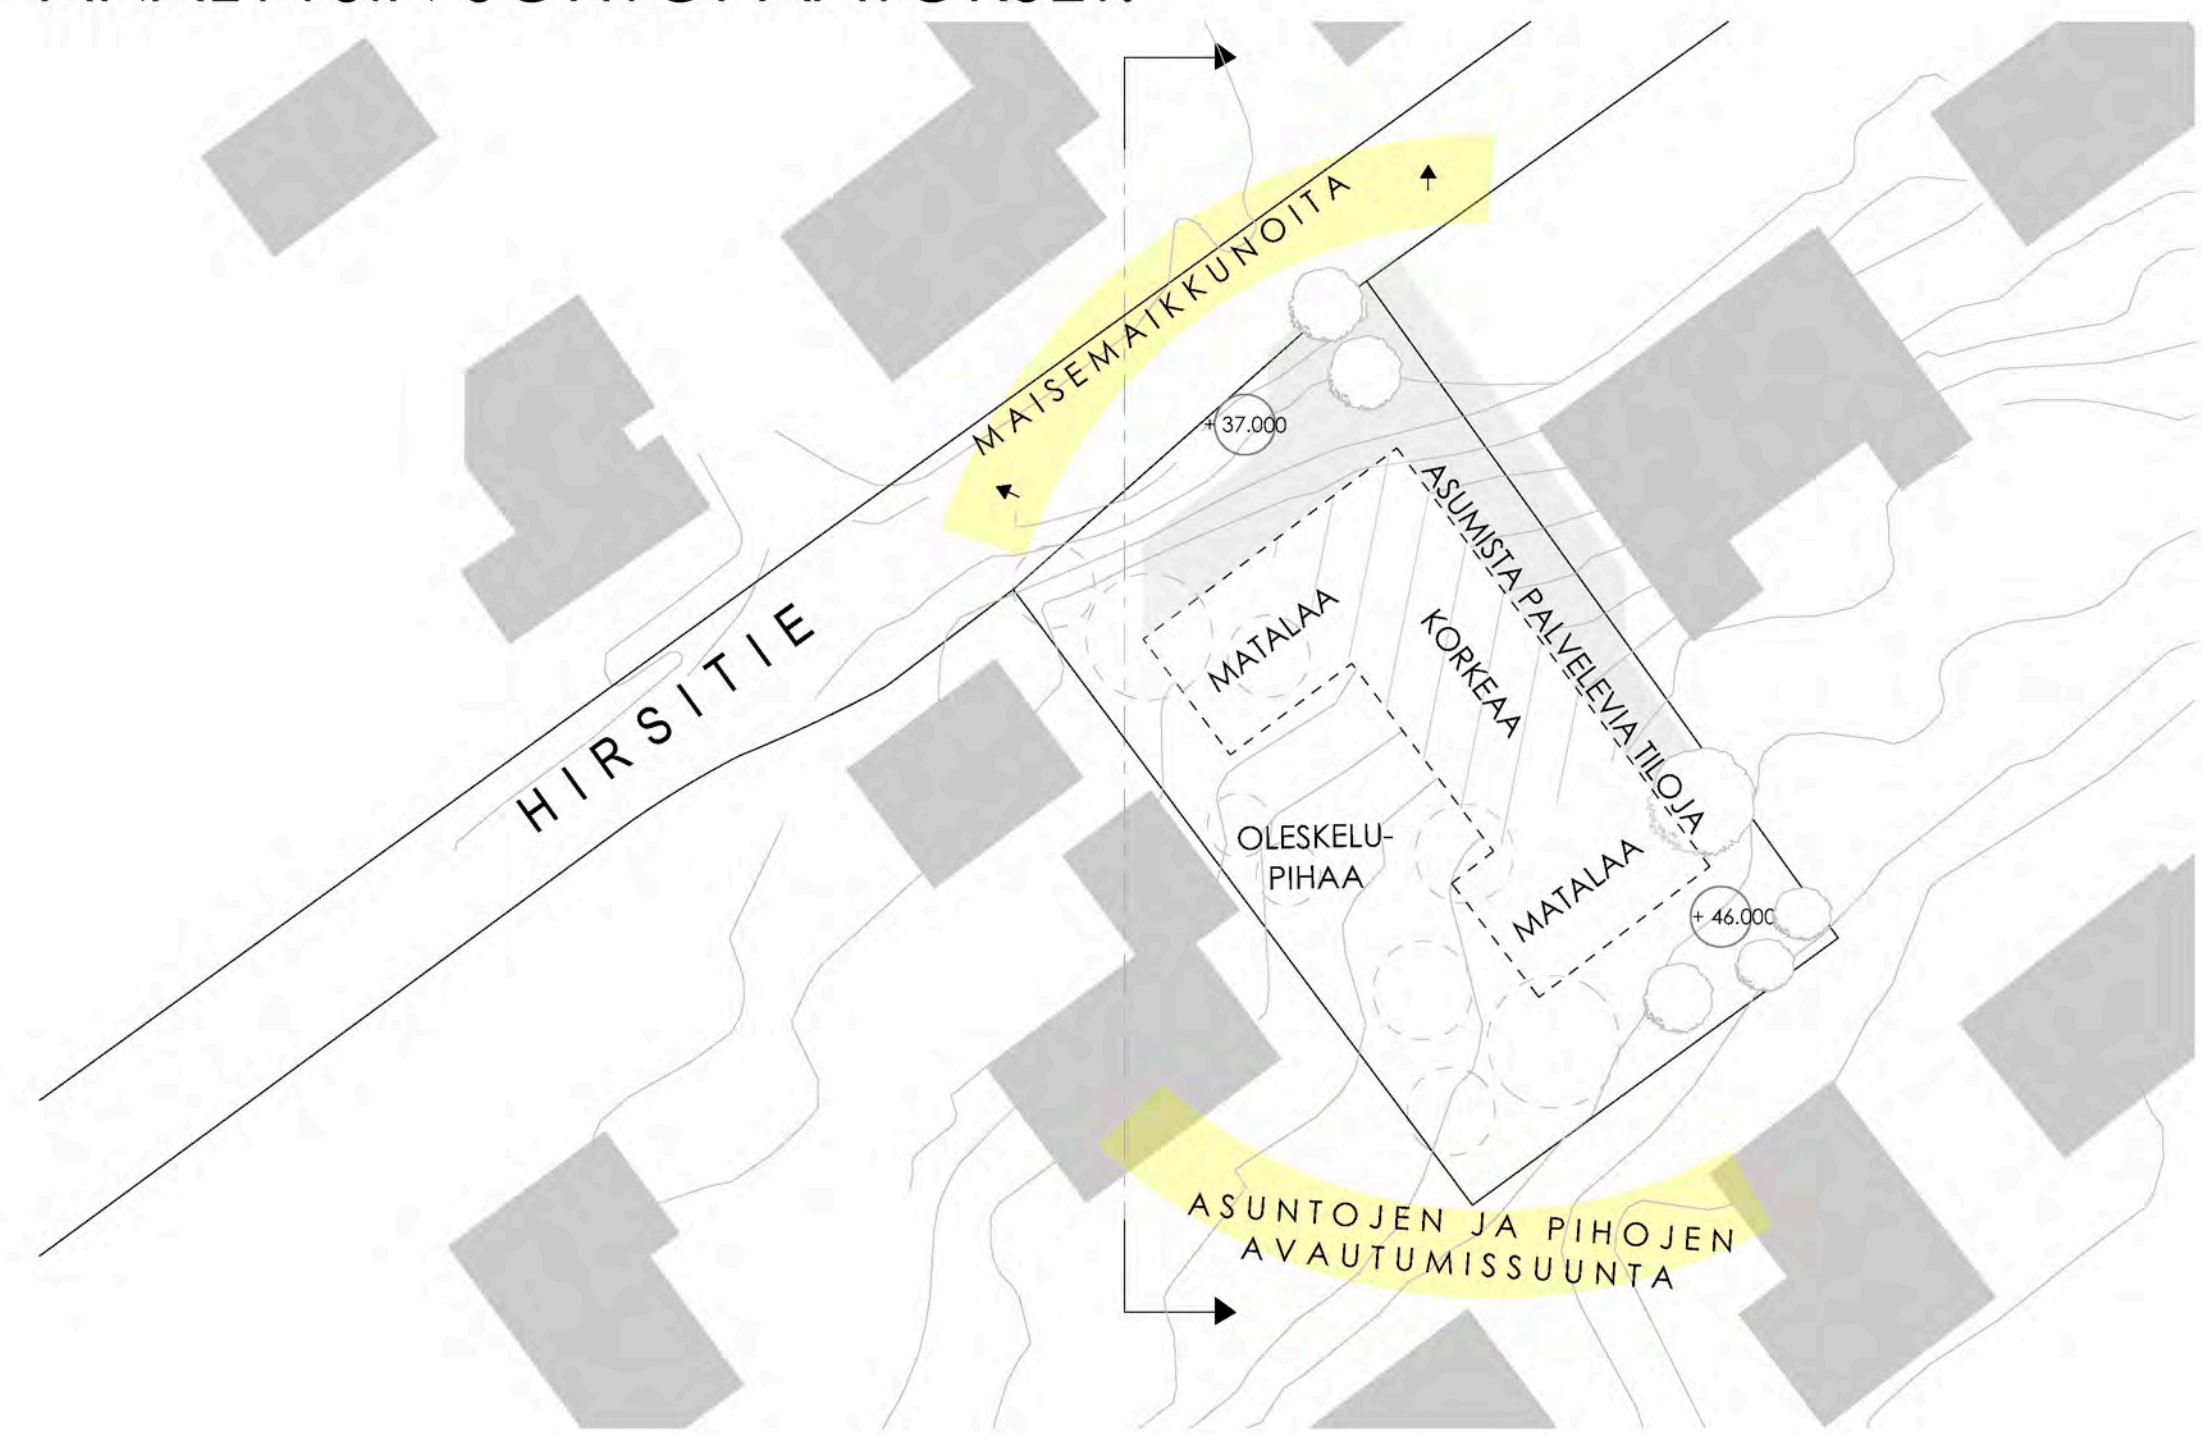 MAISEMAIKKUNOITA
+ 37.000
ASUMISTA PALVELEVIA TILOJA
MATALAA
KORKEAA
HIRSITIE
OLESKELU-
PIHAA
MATALAA
+ 46.000
ASUNTOJEN JA PIHOJEN
AVAUTUMISSUUNTA